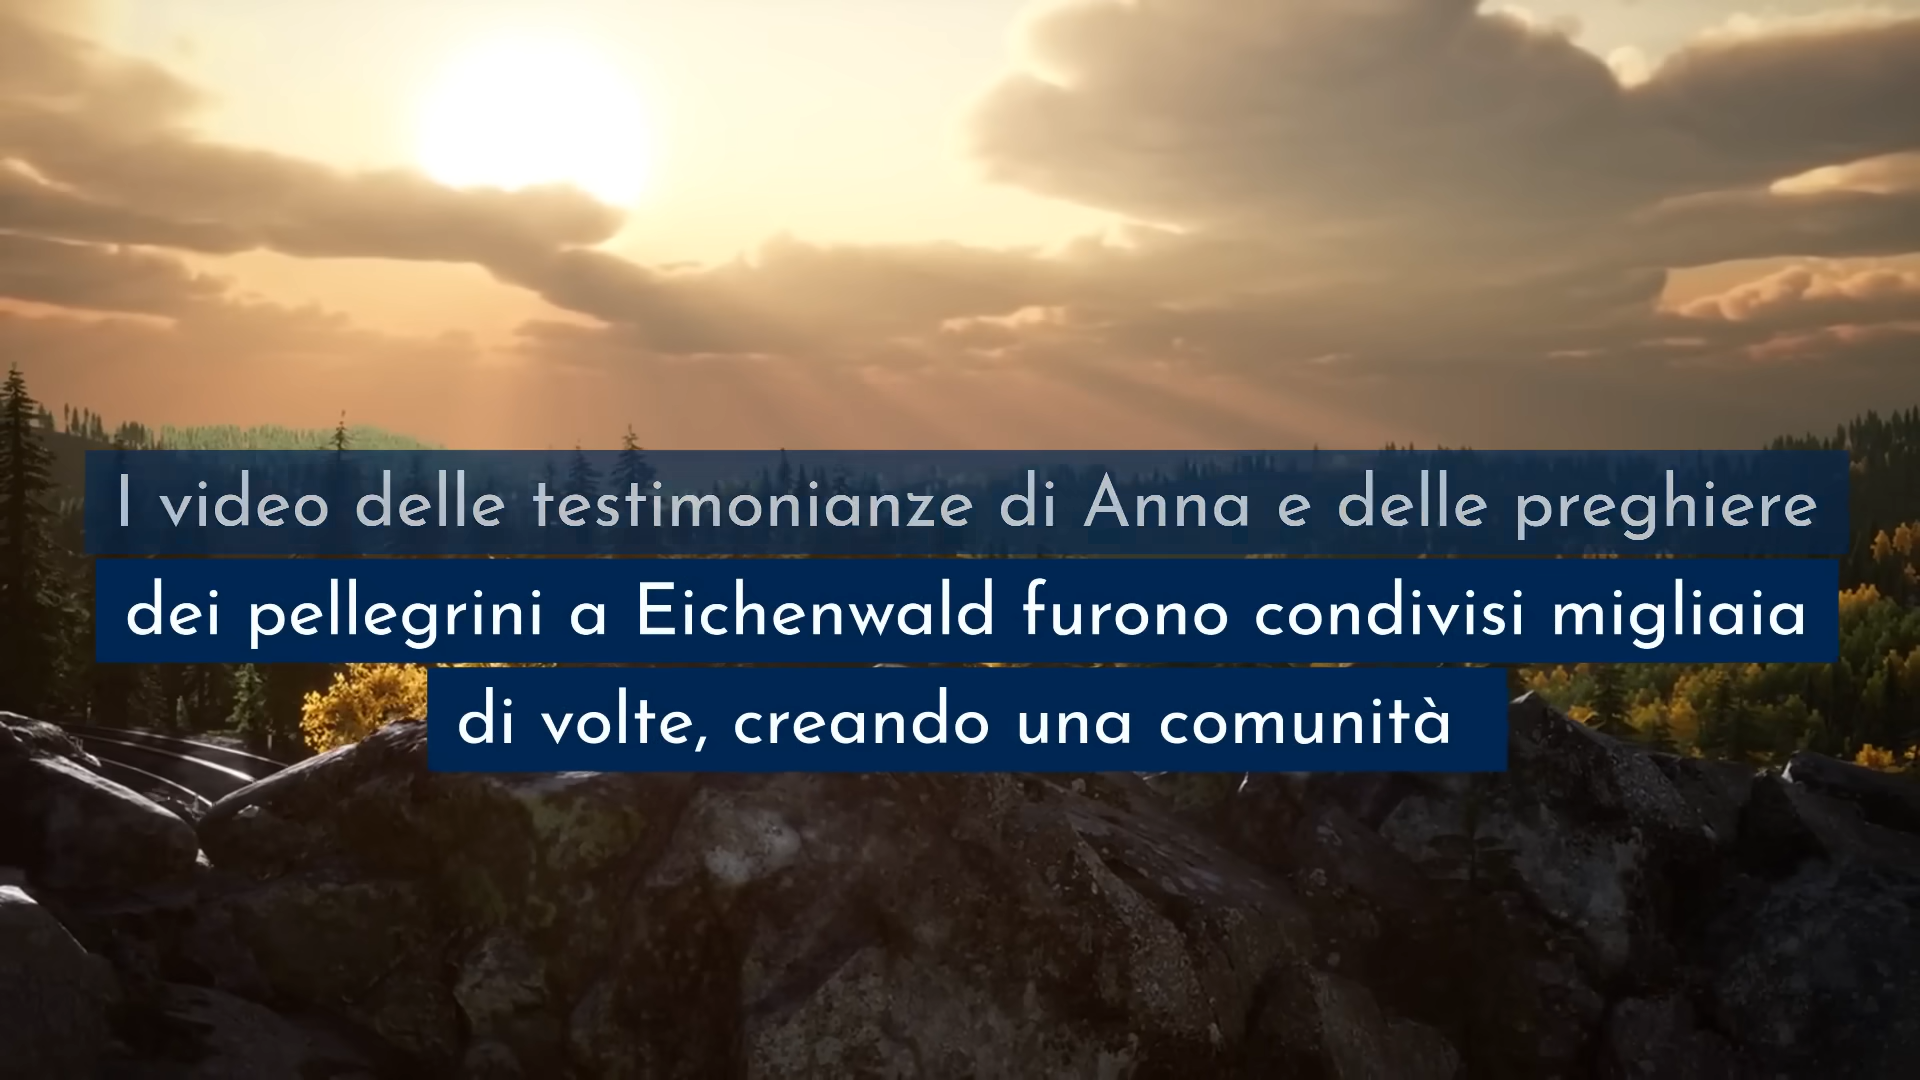 I video delle testimonianze di Anna e delle preghiere
dei pellegrini a Eichenwald furono condivisi migliaia
di volte, creando una comunità